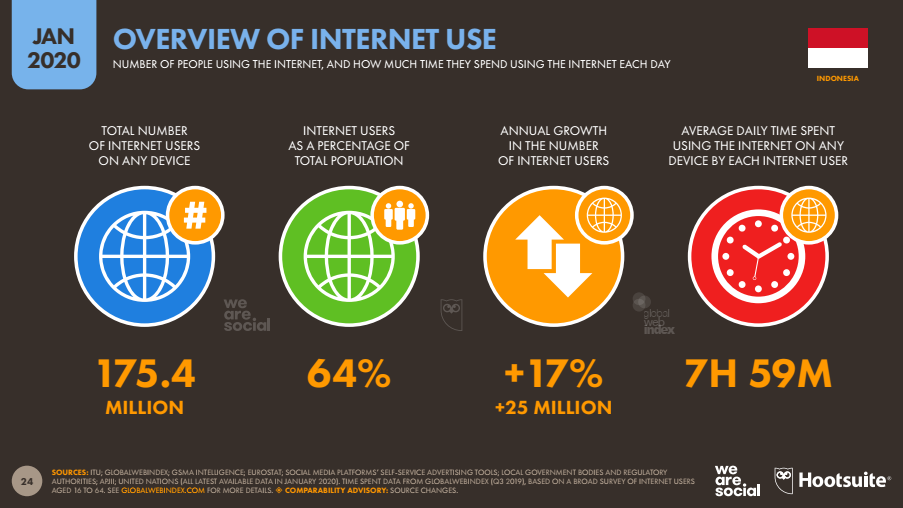 JAN
2020
OVERVIEW OF INTERNET USE
NUMBER OF PEOPLE USING THE INTERNET, AND HOW MUCH TIME THEY SPEND USING THE INTERNET EACH DAY
INDONESIA
TOTAL NUMBER
OF INTERNET USERS
ON ANY DEVICE
INTERNET USERS
AS A PERCENTAGE OF
TOTAL POPULATION
ANNUAL GROWTH
IN THE NUMBER
OF INTERNET USERS
AVERAGE DAILY TIME SPENT
USING THE INTERNET ON ANY
DEVICE BY EACH INTERNET USER
#
we
are
social
global
web
index
175.4
MILLION
64%
+17%
+25 MILLION
7H 59M
24
SOURCES: ITU; GLOBALWEBINDEX; GSMA INTELLIGENCE; EUROSTAT; SOCIAL MEDIA PLATFORMS' SELF-SERVICE ADVERTISING TOOLS; LOCAL GOVERNMENT BODIES AND REGULATORY
AUTHORITIES; APJII; UNITED NATIONS (ALL LATEST AVAILABLE DATA IN JANUARY 2020). TIME SPENT DATA FROM GLOBALWEBINDEX (Q3 2019), BASED ON A BROAD SURVEY OF INTERNET USERS
AGED 16 TO 64. SEE GLOBALWEBINDEX.COM FOR MORE DETAILS. ◈ COMPARABILITY ADVISORY: SOURCE CHANGES.
we
are
social
Hootsuite®